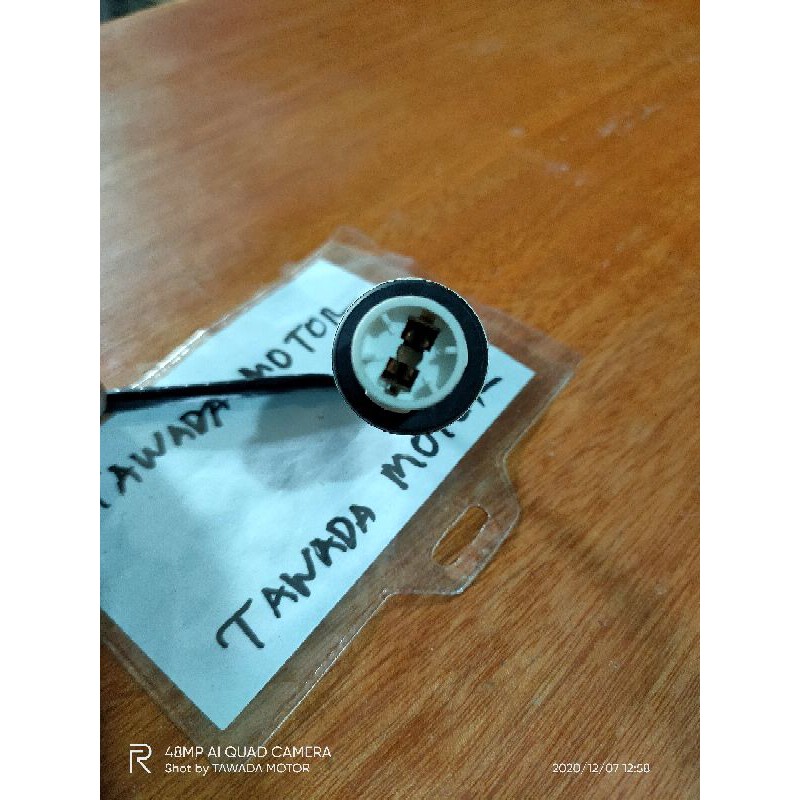 TAWADA MOTOR
TAWADA MOTOR
48MP AI QUAD CAMERA
Shot by TAWADA MOTOR
2020/12/07 12:58